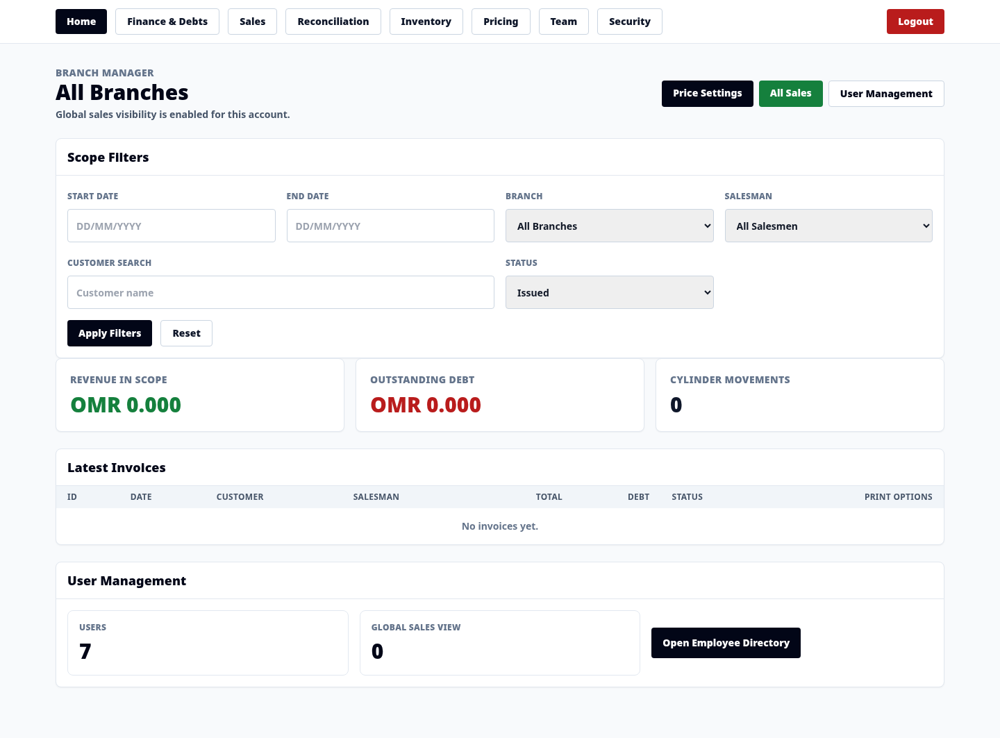 Home Finance & Debts Sales Reconciliation Inventory Pricing Team Security Logout
BRANCH MANAGER
All Branches
Global sales visibility is enabled for this account.
Price Settings All Sales User Management
Scope Filters
START DATE END DATE BRANCH SALESMAN
DD/MM/YYYY DD/MM/YYYY All Branches All Salesmen
CUSTOMER SEARCH STATUS
Customer name Issued
Apply Filters Reset
REVENUE IN SCOPE OUTSTANDING DEBT CYLINDER MOVEMENTS
OMR 0.000 OMR 0.000 0
Latest Invoices
ID DATE CUSTOMER SALESMAN TOTAL DEBT STATUS PRINT OPTIONS
No invoices yet.
User Management
USERS GLOBAL SALES VIEW
7 0
Open Employee Directory